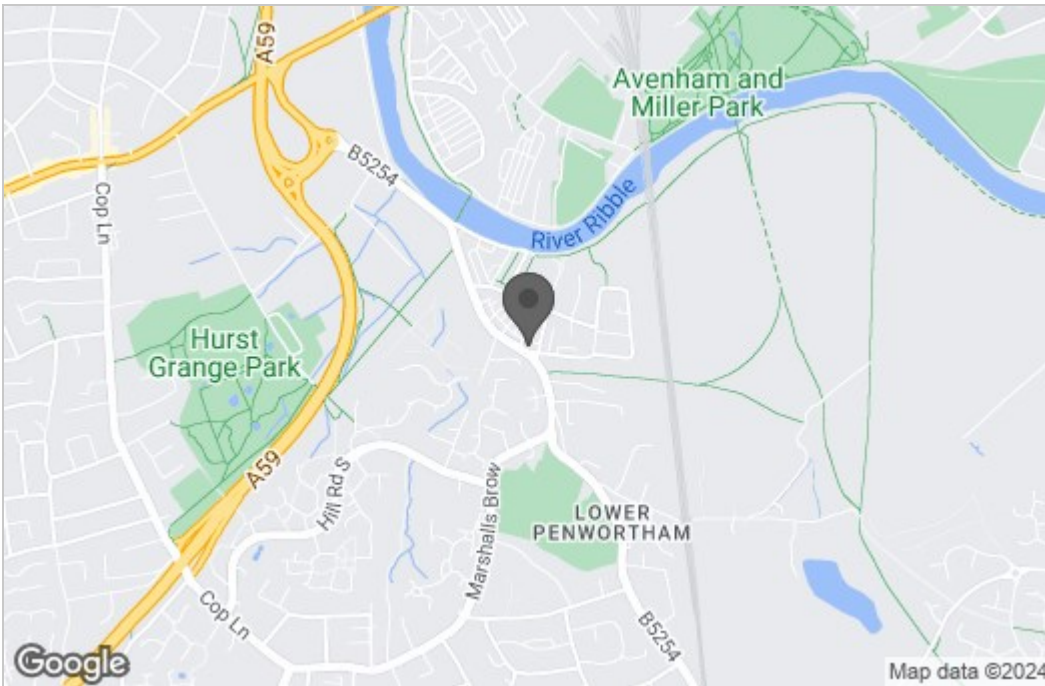 A59
Avenham and
Miller Park
B5254
Cop Ln
River Ribble
Hurst
Grange Park
A59
Hill Rd S
Marshalls Brow
LOWER
PENWORTHAM
Cop Ln
B5254
Google
Map data ©2024